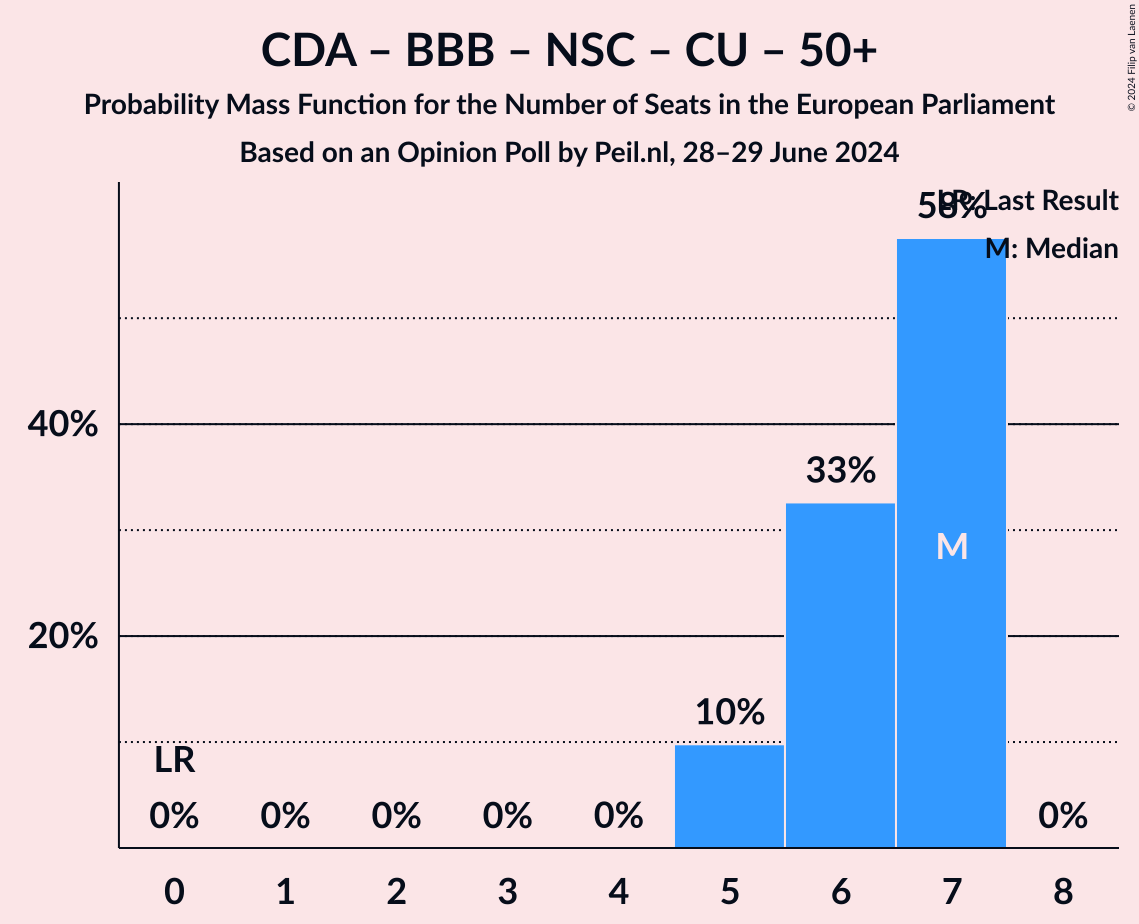 CDA – BBB – NSC – CU – 50+
Probability Mass Function for the Number of Seats in the European Parliament
Based on an Opinion Poll by Peil.nl, 28–29 June 2024
© 2024 Filip van Laenen
LR: Last Result
58%
M: Median
40%
33%
M
20%
10%
LR
0% 0% 0% 0% 0% 0%
0 1 2 3 4 5 6 7 8